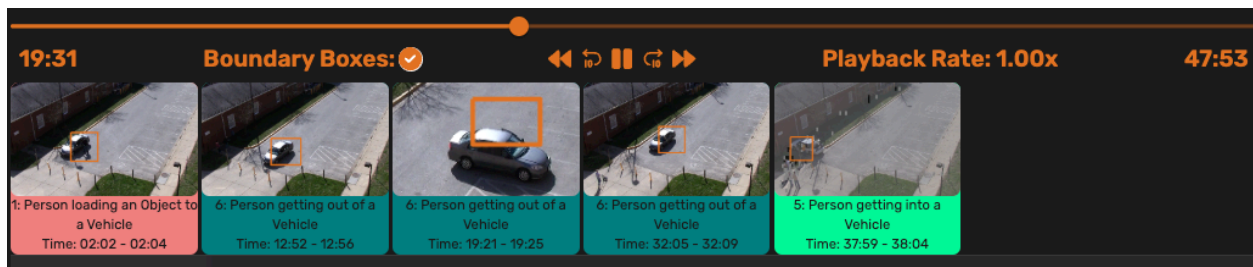 19:31 Boundary Boxes: 10 10 Playback Rate: 1.00x 47:53
1: Person loading an Object to
a Vehicle
Time: 02:02 - 02:04
6: Person getting out of a
Vehicle
Time: 12:52 - 12:56
6: Person getting out of a
Vehicle
Time: 19:21 - 19:25
6: Person getting out of a
Vehicle
Time: 32:05 - 32:09
5: Person getting into a
Vehicle
Time: 37:59 - 38:04